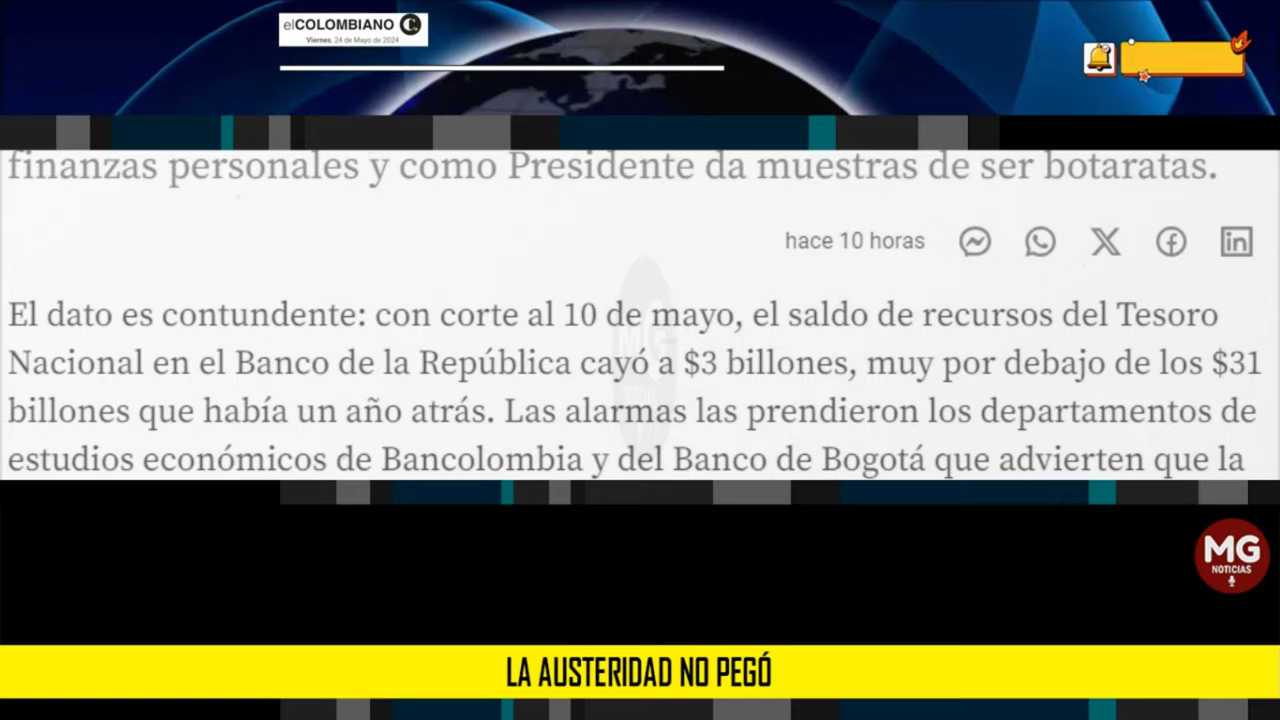 elCOLOMBIANO
Viernes, 24 de Mayo de 2024
finanzas personales y como Presidente da muestras de ser botaratas.
hace 10 horas
El dato es contundente: con corte al 10 de mayo, el saldo de recursos del Tesoro
Nacional en el Banco de la República cayó a $3 billones, muy por debajo de los $31
billones que había un año atrás. Las alarmas las prendieron los departamentos de
estudios económicos de Bancolombia y del Banco de Bogotá que advierten que la
MG
NOTICIAS
LA AUSTERIDAD NO PEGÓ